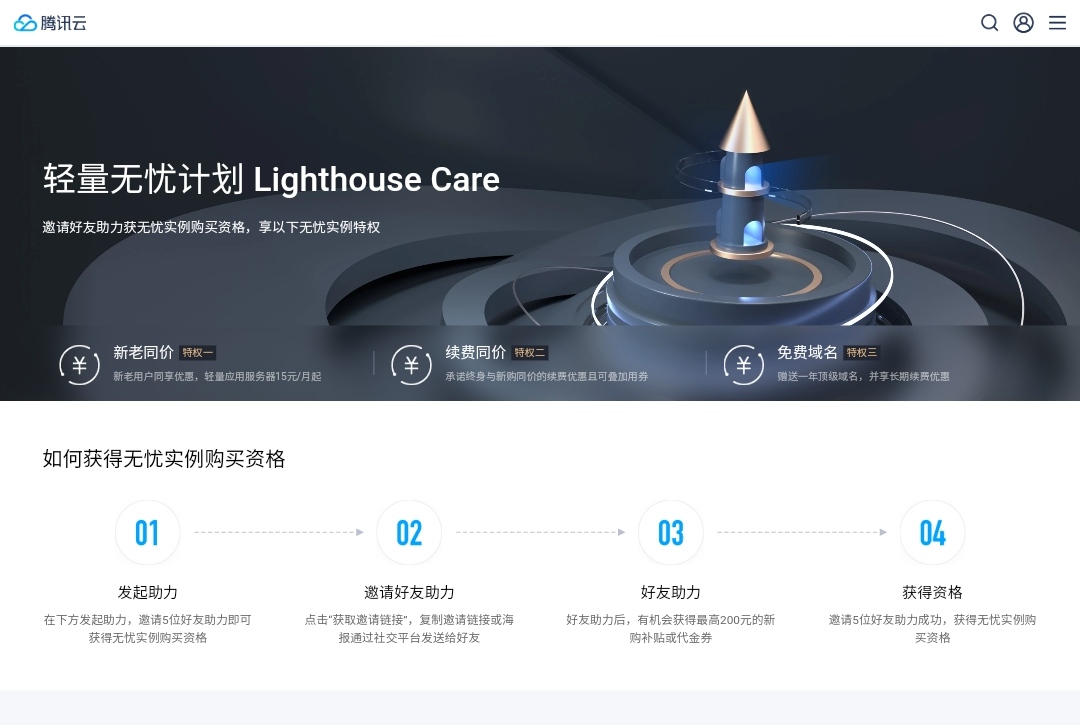 腾讯云
轻量无忧计划 Lighthouse Care
邀请好友助力获无忧实例购买资格，享以下无忧实例特权
新老同价 特权一
新老用户同享优惠，轻量应用服务器15元/月起
续费同价 特权二
承诺终身与新购同价的续费优惠且可叠加用券
免费域名 特权三
赠送一年顶级域名，并享长期续费优惠
如何获得无忧实例购买资格
01
发起助力
在下方发起助力，邀请5位好友助力即可
获得无忧实例购买资格
02
邀请好友助力
点击“获取邀请链接”，复制邀请链接或海
报通过社交平台发送给好友
03
好友助力
好友助力后，有机会获得最高200元的新
购补贴或代金券
04
获得资格
邀请5位好友助力成功，获得无忧实例购
买资格